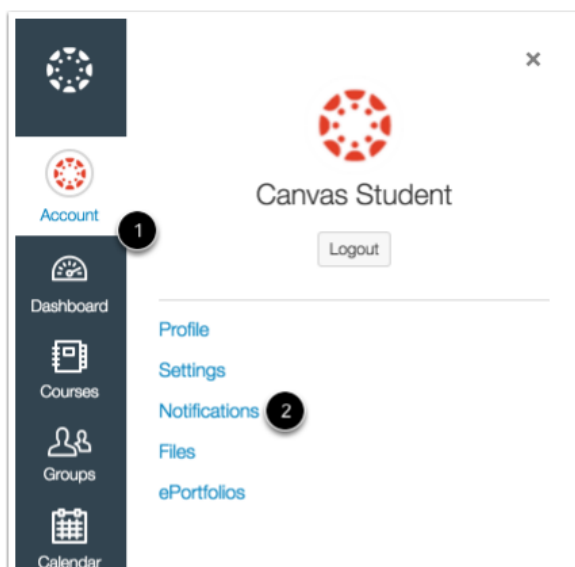 Account
1
Dashboard
Courses
Groups
Calendar
×
Canvas Student
Logout
Profile
Settings
Notifications 2
Files
ePortfolios